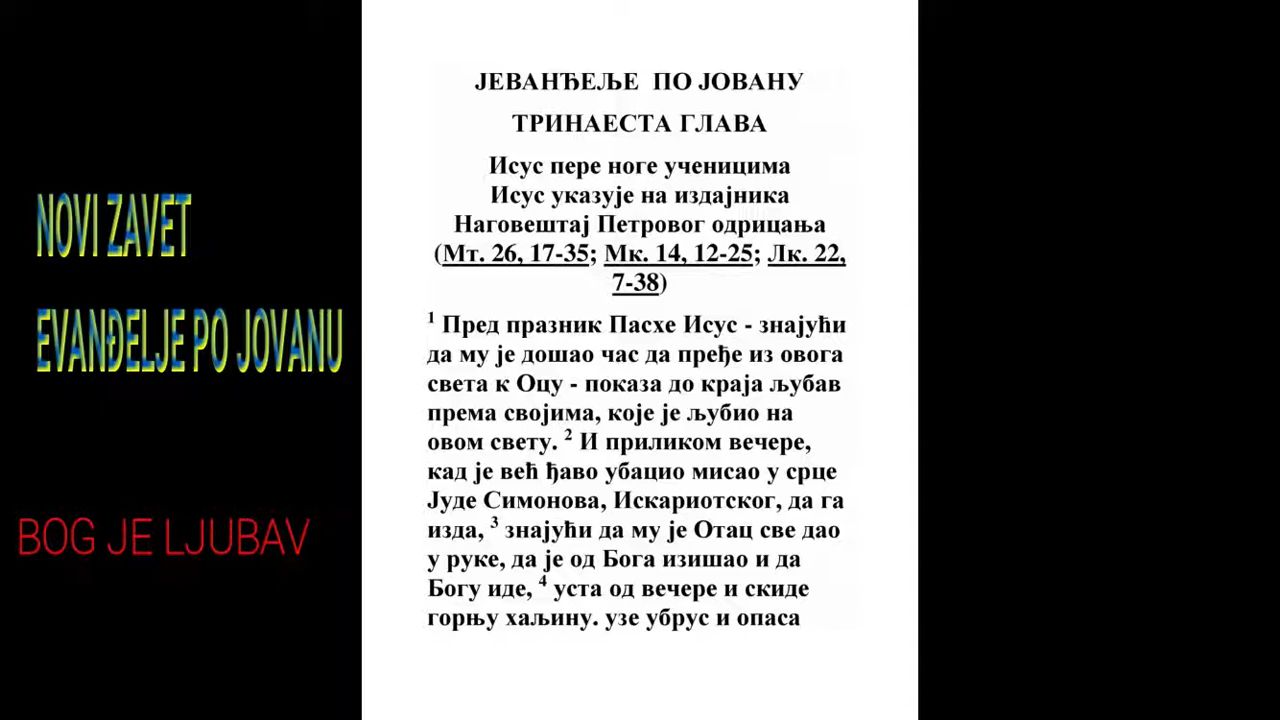 NOVI ZAVET
EVANĐELJE PO JOVANU
BOG JE LJUBAV
ЈЕВАНЂЕЉЕ ПО ЈОВАНУ
ТРИНАЕСТА ГЛАВА
Исус пере ноге ученицима
Исус указује на издајника
Наговештај Петровог одрицања
(Мт. 26, 17-35; Мк. 14, 12-25; Лк. 22,
7-38)
1 Пред празник Пасхе Исус - знајући
да му је дошао час да пређе из овога
света к Оцу - показа до краја љубав
према својима, које је љубио на
овом свету. 2 И приликом вечере,
кад је већ ђаво убацио мисао у срце
Јуде Симонова, Искариотског, да га
изда, 3 знајући да му је Отац све дао
у руке, да је од Бога изишао и да
Богу иде, 4 уста од вечере и скиде
горњу хаљину. узе убрус и опаса